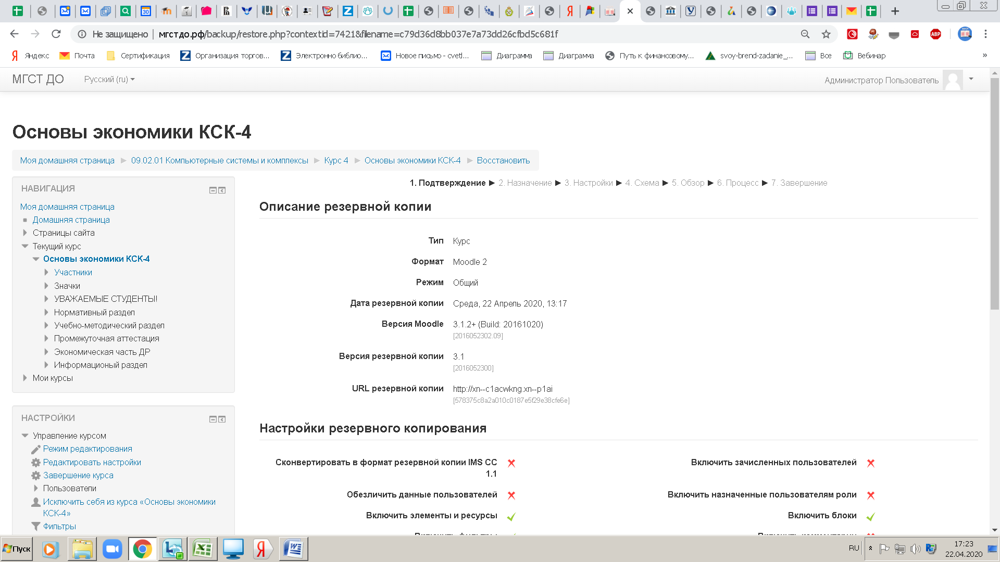 Не защищено | мгстдо.рф/backup/restore.php?contextid=7421&filename=c79d36d8bb037e7a73dd26cfbd5c681f
Яндекс
Почта
Сертификация
Организация торгов...
Электронно библио...
Новое письмо - cvetl...
Диаграмма
Диаграмма
Путь к финансовому...
svoy-brend-zadanie_...
Все
Вебинар
»
МГСТ ДО
Русский (ru)
Администратор Пользователь
Основы экономики КСК-4
Моя домашняя страница ► 09.02.01 Компьютерные системы и комплексы ► Курс 4 ► Основы экономики КСК-4 ► Восстановить
НАВИГАЦИЯ
Моя домашняя страница
Домашняя страница
Страницы сайта
Текущий курс
Основы экономики КСК-4
Участники
Значки
УВАЖАЕМЫЕ СТУДЕНТЫ!
Нормативный раздел
Учебно-методический раздел
Промежуточная аттестация
Экономическая часть ДР
Информационый раздел
Мои курсы
НАСТРОЙКИ
Управление курсом
Режим редактирования
Редактировать настройки
Завершение курса
Пользователи
Исключить себя из курса «Основы экономики
КСК-4»
Фильтры
1. Подтверждение ► 2. Назначение ► 3. Настройки ► 4. Схема ► 5. Обзор ► 6. Процесс ► 7. Завершение
Описание резервной копии
Тип Курс
Формат Moodle 2
Режим Общий
Дата резервной копии Среда, 22 Апрель 2020, 13:17
Версия Moodle 3.1.2+ (Build: 20161020)
[2016052302.09]
Версия резервной копии 3.1
[2016052300]
URL резервной копии http://xn--c1acwkng.xn--p1ai
[578375c8a2a010c0187e5f29e38cfe6e]
Настройки резервного копирования
Сконвертировать в формат резервной копии IMS CC
1.1
Включить зачисленных пользователей
Обезличить данные пользователей
Включить назначенные пользователям роли
Включить элементы и ресурсы
Включить блоки
Пуск
RU
17:23
22.04.2020